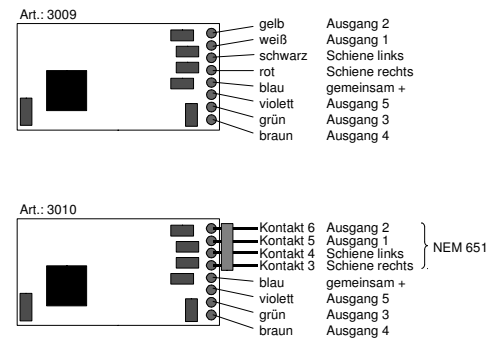 Art.: 3009
gelb Ausgang 2
weiß Ausgang 1
schwarz Schiene links
rot Schiene rechts
blau gemeinsam +
violett Ausgang 5
grün Ausgang 3
braun Ausgang 4
Art.: 3010
Kontakt 6 Ausgang 2
Kontakt 5 Ausgang 1
Kontakt 4 Schiene links
Kontakt 3 Schiene rechts
NEM 651
blau gemeinsam +
violett Ausgang 5
grün Ausgang 3
braun Ausgang 4